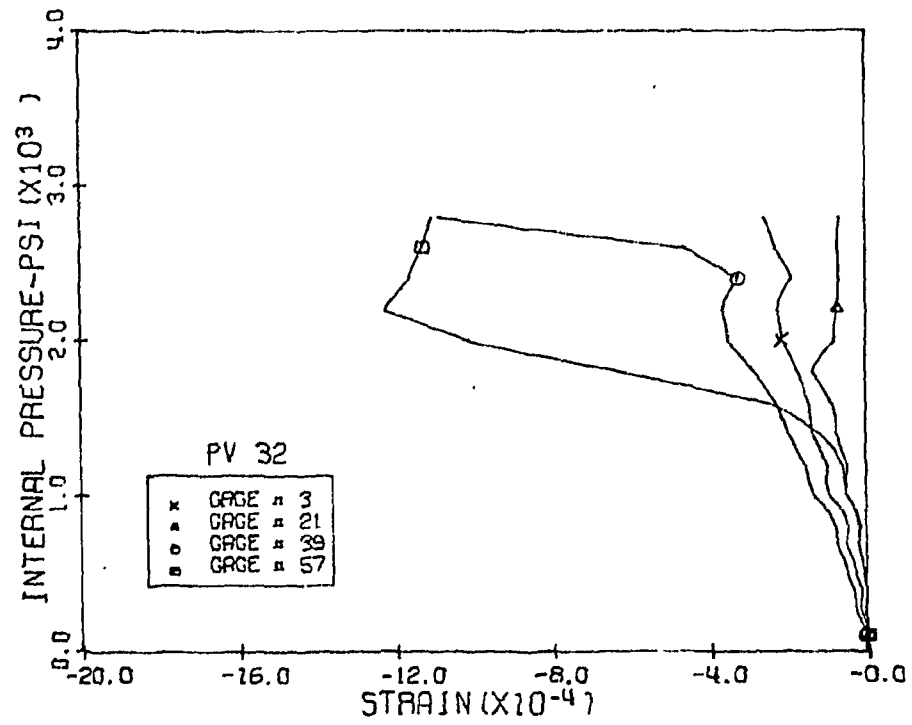 4.0
3.0
2.0
1.0
0.0
INTERNAL PRESSURE-PSI (X10³)
PV 32
x GAGE # 3
▵ GAGE # 21
o GAGE # 39
□ GAGE # 57
-20.0 -16.0 -12.0 -8.0 -4.0 -0.0
STRAIN (X10⁻⁴)